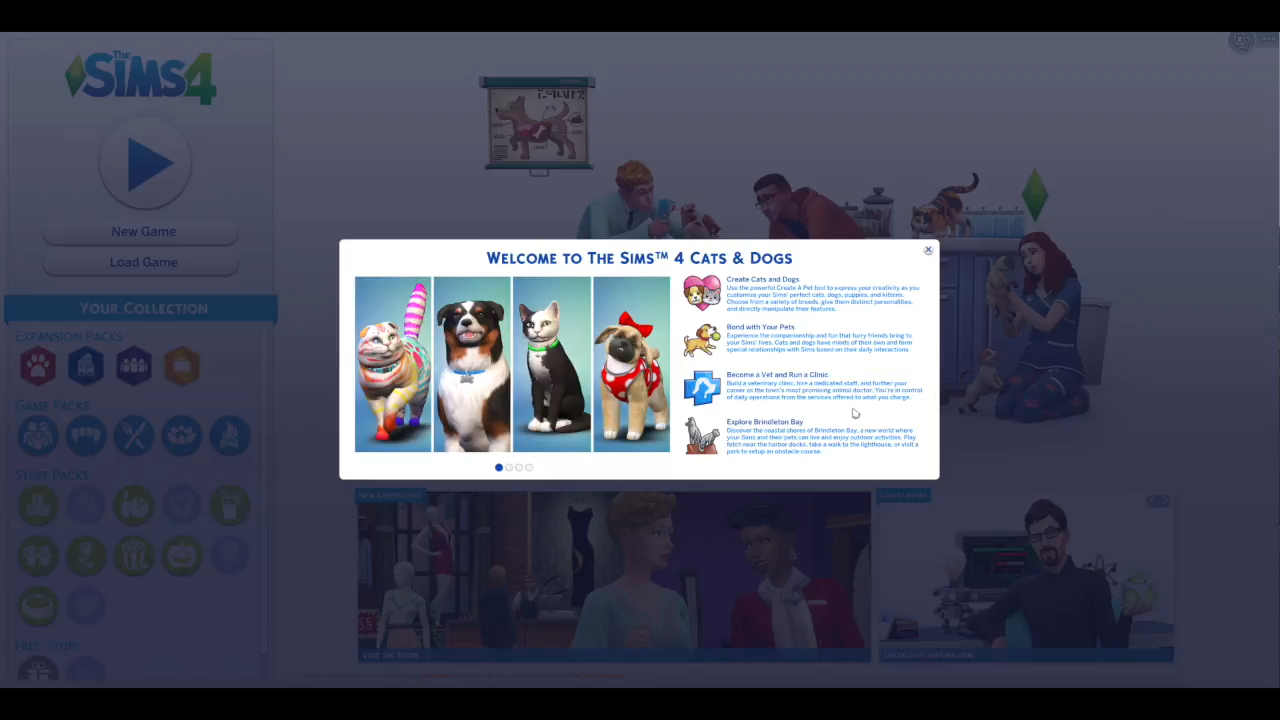 The
SiMS 4
New Game
Load Game
YOUR COLLECTION
EXPANSION PACKS
GAME PACKS
STUFF PACKS
FREE STUFF
WELCOME TO THE SIMS™ 4 CATS & DOGS
Create Cats and Dogs
Use the powerful Create A Pet tool to express your creativity as you
customize your Sims' perfect cats, dogs, puppies, and kittens.
Choose from a variety of breeds, give them distinct personalities,
and directly manipulate their features.
Bond with Your Pets
Experience the companionship and fun that furry friends bring to
your Sims' lives. Cats and dogs have minds of their own and form
special relationships with Sims based on their daily interactions.
Become a Vet and Run a Clinic
Build a veterinary clinic, hire a dedicated staff, and further your
career as the town's most promising animal doctor. You're in control
of daily operations from the services offered to what you charge.
Explore Brindleton Bay
Discover the coastal shores of Brindleton Bay, a new world where
your Sims and their pets can live and enjoy outdoor activities. Play
fetch near the harbor docks, take a walk to the lighthouse, or visit a
park to setup an obstacle course.
LATEST NEWS
VISIT THE STORE